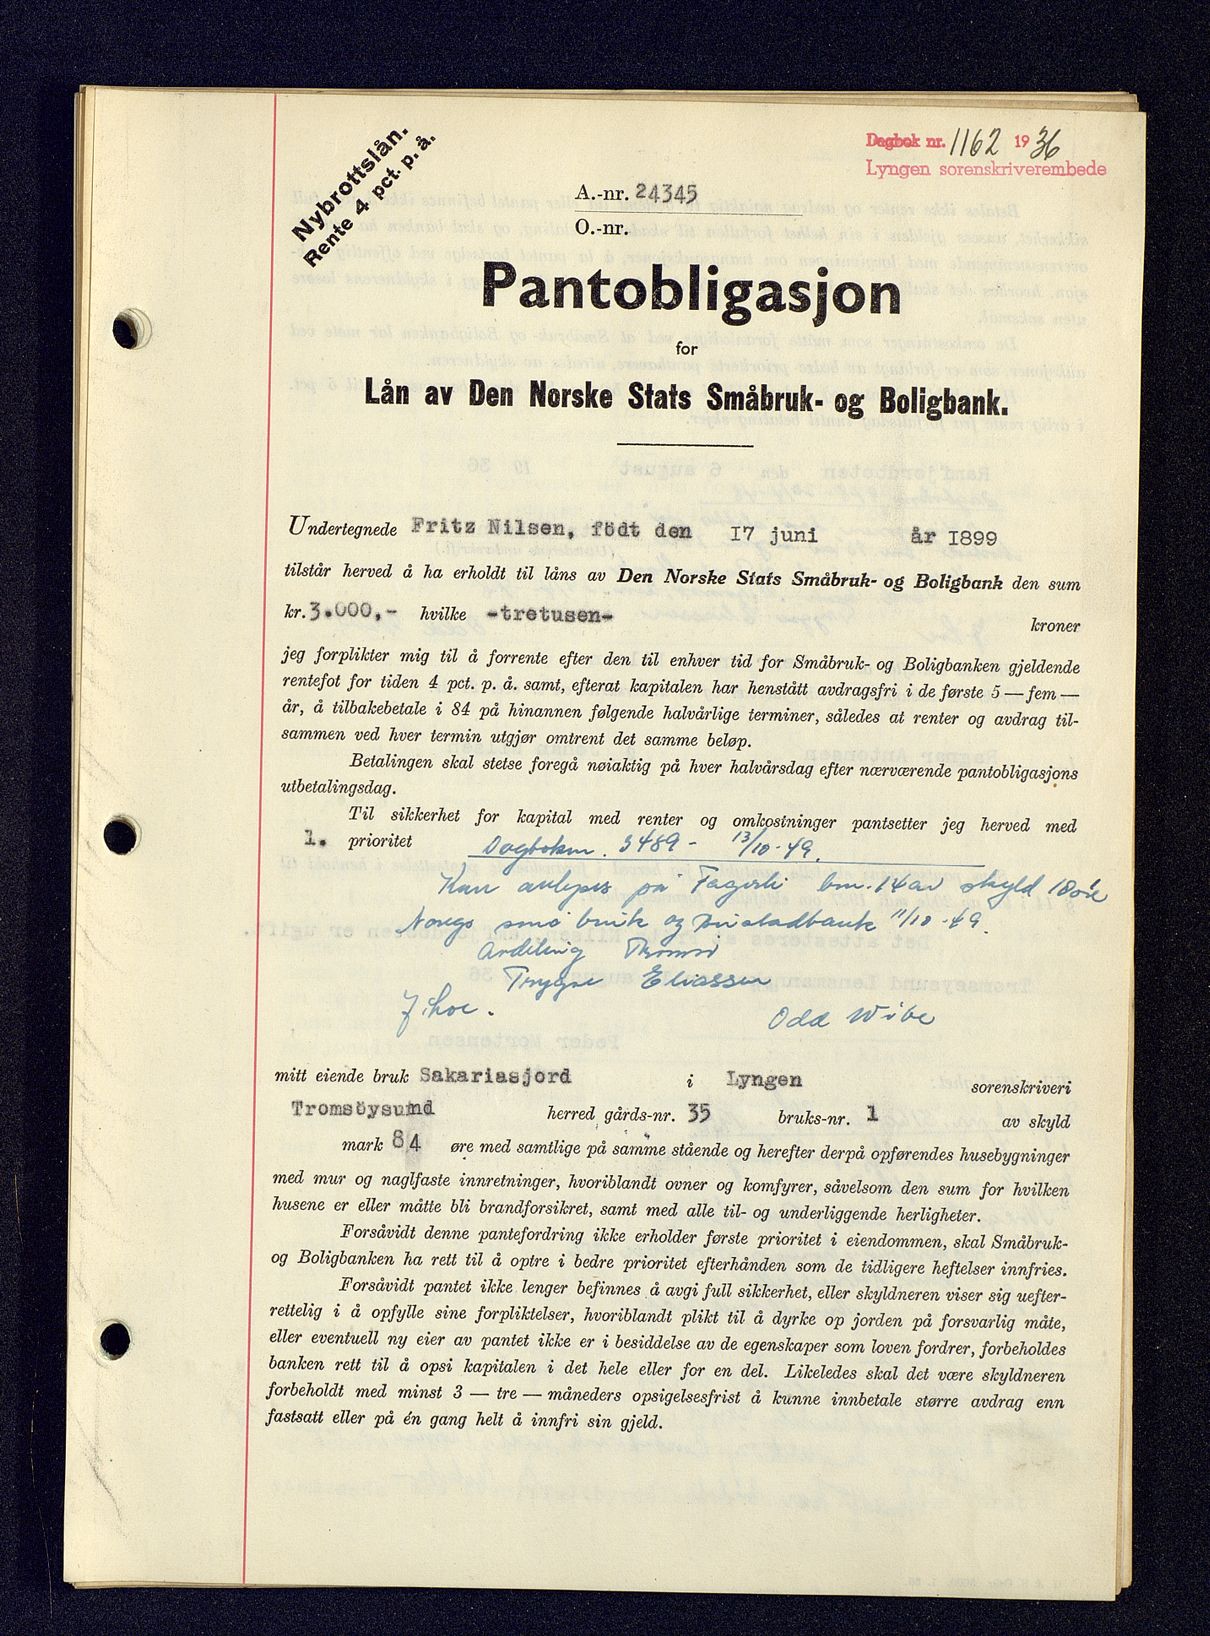 Dagbok nr. 1162 1936
Lyngen sorenskriverembede
Nybrottslån.
Rente 4 pct. p. å.
A.-nr. 24345
O.-nr.
Pantobligasjon
for
Lån av Den Norske Stats Småbruk- og Boligbank.
Undertegnede Fritz Nilsen, födt den 17 juni år 1899
tilstår herved å ha erholdt til låns av Den Norske Stats Småbruk- og Boligbank den sum
kr. 3.000,- hvilke -tretusen- kroner
jeg forplikter mig til å forrente efter den til enhver tid for Småbruk- og Boligbanken gjeldende
rentefot for tiden 4 pct. p. å. samt, efterat kapitalen har henstått avdragsfri i de første 5 — fem —
år, å tilbakebetale i 84 på hinannen følgende halvårlige terminer, således at renter og avdrag til-
sammen ved hver termin utgjør omtrent det samme beløp.
Betalingen skal stetse foregå nøiaktig på hver halvårsdag efter nærværende pantobligasjons
utbetalingsdag.
Til sikkerhet for kapital med renter og omkostninger pantsetter jeg herved med
1. prioritet
Dagboknr. 3489 - 13/10-49.
Kan avlyses på Fagerli bnr. 14 av skyld 18 øre
Noregs små bruk og bustadbank 11/10-49.
Avdeling Tromsø
Trygve Eliassen
Odd Wibe
mitt eiende bruk Sakariasjord i Lyngen sorenskriveri
Tromsöysund herred, gårds-nr. 35 bruks-nr. 1 av skyld
mark 84 øre med samtlige på samme stående og herefter derpå opførendes husebygninger
med mur og naglfaste innretninger, hvoriblandt ovner og komfyrer, såvelsom den sum for hvilken
husene er eller måtte bli brandforsikret, samt med alle til- og underliggende herligheter.
Forsåvidt denne pantefordring ikke erholder første prioritet i eiendommen, skal Småbruk-
og Boligbanken ha rett til å optre i bedre prioritet efterhånden som de tidligere heftelser innfries.
Forsåvidt pantet ikke lenger befinnes å avgi full sikkerhet, eller skyldneren viser sig uefter-
rettelig i å opfylle sine forpliktelser, hvoriblandt plikt til å dyrke op jorden på forsvarlig måte,
eller eventuell ny eier av pantet ikke er i besiddelse av de egenskaper som loven fordrer, forbeholdes
banken rett til å opsi kapitalen i det hele eller for en del. Likeledes skal det være skyldneren
forbeholdt med minst 3 — tre — måneders opsigelsesfrist å kunne innbetale større avdrag enn
fastsatt eller på én gang helt å innfri sin gjeld.